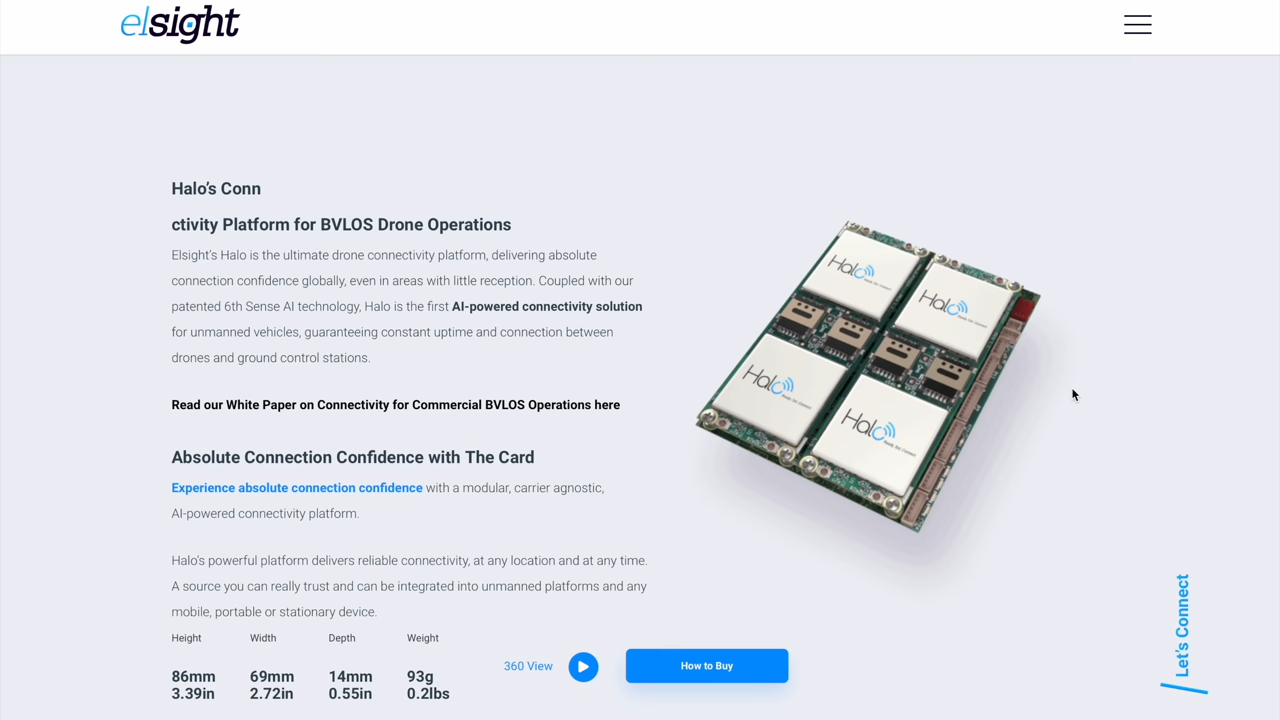 elsight
Halo's Conn
ctivity Platform for BVLOS Drone Operations
Elsight's Halo is the ultimate drone connectivity platform, delivering absolute
connection confidence globally, even in areas with little reception. Coupled with our
patented 6th Sense AI technology, Halo is the first AI-powered connectivity solution
for unmanned vehicles, guaranteeing constant uptime and connection between
drones and ground control stations.
Read our White Paper on Connectivity for Commercial BVLOS Operations here
Absolute Connection Confidence with The Card
Experience absolute connection confidence with a modular, carrier agnostic,
AI-powered connectivity platform.
Halo's powerful platform delivers reliable connectivity, at any location and at any time.
A source you can really trust and can be integrated into unmanned platforms and any
mobile, portable or stationary device.
Height Width Depth Weight
86mm 69mm 14mm 93g
3.39in 2.72in 0.55in 0.2lbs
360 View
How to Buy
Halo
Halo
Halo
Ready. Set. Connect.
Halo
Ready. Set. Connect.
Let's Connect